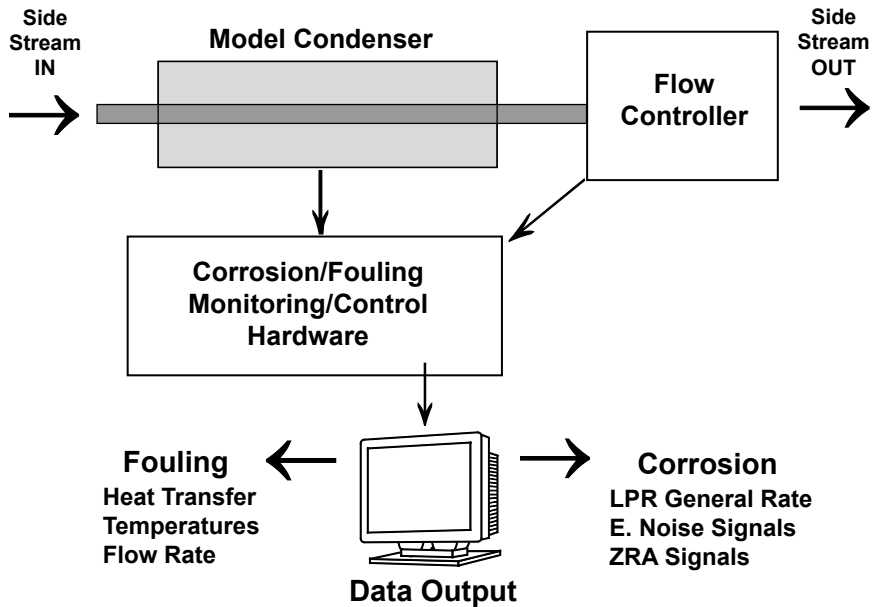 Side
Stream
IN
Model Condenser
Flow
Controller
Side
Stream
OUT
Corrosion/Fouling
Monitoring/Control
Hardware
Fouling
Heat Transfer
Temperatures
Flow Rate
Corrosion
LPR General Rate
E. Noise Signals
ZRA Signals
Data Output